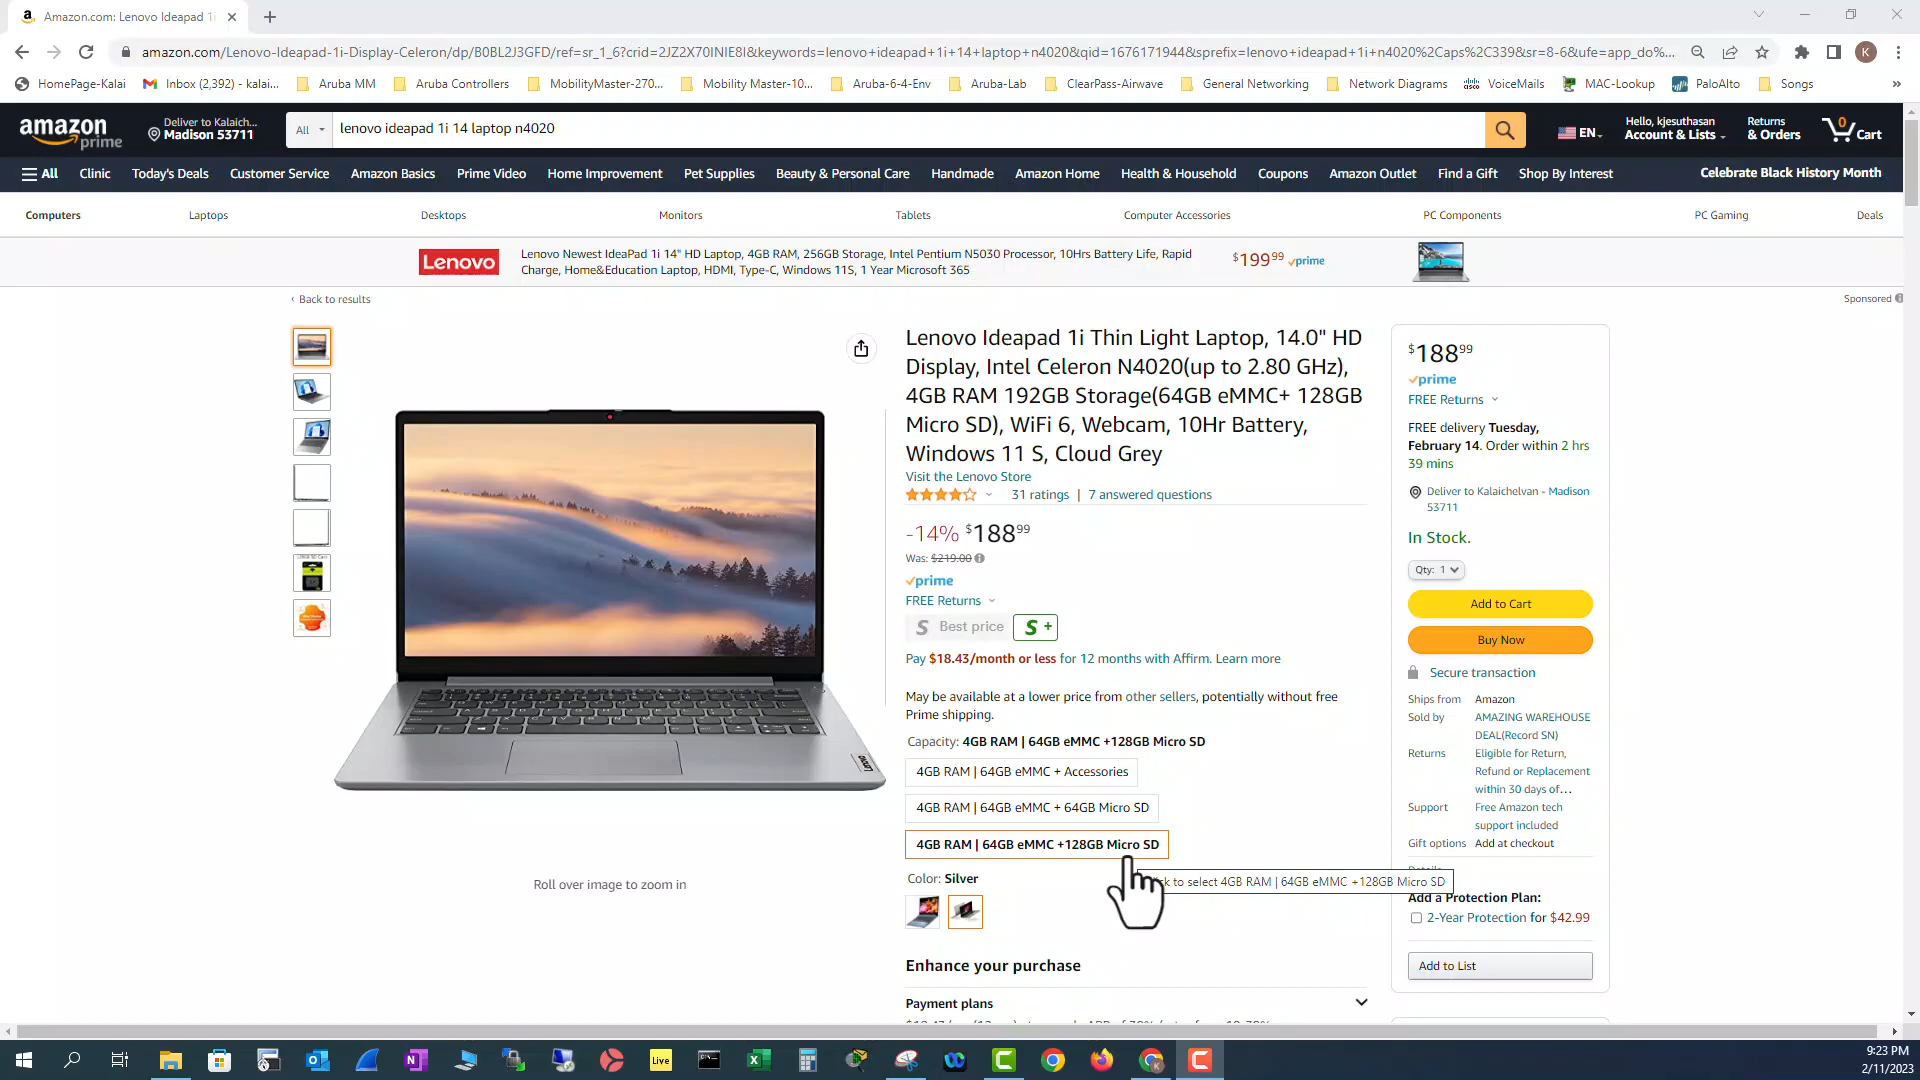 Amazon.com: Lenovo Ideapad 1i
amazon.com/Lenovo-Ideapad-1i-Display-Celeron/dp/B0BL2J3GFD/ref=sr_1_6?crid=2JZ2X70INIE8I&keywords=lenovo+ideapad+1i+14+laptop+n4020&qid=1676171944&sprefix=lenovo+ideapad+1i+n4020%2Caps%2C339&sr=8-6&ufe=app_do%...
K
HomePage-Kalai
Inbox (2,392) - kalai...
Aruba MM
Aruba Controllers
MobilityMaster-270...
Mobility Master-10...
Aruba-6-4-Env
Aruba-Lab
ClearPass-Airwave
General Networking
Network Diagrams
VoiceMails
MAC-Lookup
PaloAlto
Songs
»
amazon prime
Deliver to Kalaich...
Madison 53711
All
lenovo ideapad 1i 14 laptop n4020
EN
Hello, kjesuthasan
Account & Lists
Returns
& Orders
0
Cart
All
Clinic
Today's Deals
Customer Service
Amazon Basics
Prime Video
Home Improvement
Pet Supplies
Beauty & Personal Care
Handmade
Amazon Home
Health & Household
Coupons
Amazon Outlet
Find a Gift
Shop By Interest
Celebrate Black History Month
Computers
Laptops
Desktops
Monitors
Tablets
Computer Accessories
PC Components
PC Gaming
Deals
Lenovo
Lenovo Newest IdeaPad 1i 14" HD Laptop, 4GB RAM, 256GB Storage, Intel Pentium N5030 Processor, 10Hrs Battery Life, Rapid
Charge, Home&Education Laptop, HDMI, Type-C, Windows 11S, 1 Year Microsoft 365
$199 99 prime
‹ Back to results
Sponsored
Lenovo Ideapad 1i Thin Light Laptop, 14.0" HD
Display, Intel Celeron N4020(up to 2.80 GHz),
4GB RAM 192GB Storage(64GB eMMC+ 128GB
Micro SD), WiFi 6, Webcam, 10Hr Battery,
Windows 11 S, Cloud Grey
Visit the Lenovo Store
31 ratings | 7 answered questions
-14% $188 99
Was: $219.00
prime
FREE Returns
S Best price
S +
Pay $18.43/month or less for 12 months with Affirm. Learn more
May be available at a lower price from other sellers, potentially without free
Prime shipping.
Capacity: 4GB RAM | 64GB eMMC +128GB Micro SD
4GB RAM | 64GB eMMC + Accessories
4GB RAM | 64GB eMMC + 64GB Micro SD
4GB RAM | 64GB eMMC +128GB Micro SD
to select 4GB RAM | 64GB eMMC +128GB Micro SD
Color: Silver
Enhance your purchase
Payment plans
Lenovo
Roll over image to zoom in
$188 99
prime
FREE Returns
FREE delivery Tuesday,
February 14. Order within 2 hrs
39 mins
Deliver to Kalaichelvan - Madison
53711
In Stock.
Qty: 1
Add to Cart
Buy Now
Secure transaction
Ships from Amazon
Sold by AMAZING WAREHOUSE
DEAL(Record SN)
Returns Eligible for Return,
Refund or Replacement
within 30 days of...
Support Free Amazon tech
support included
Gift options Add at checkout
Add a Protection Plan:
2-Year Protection for $42.99
Add to List
Live
9:23 PM
2/11/2023